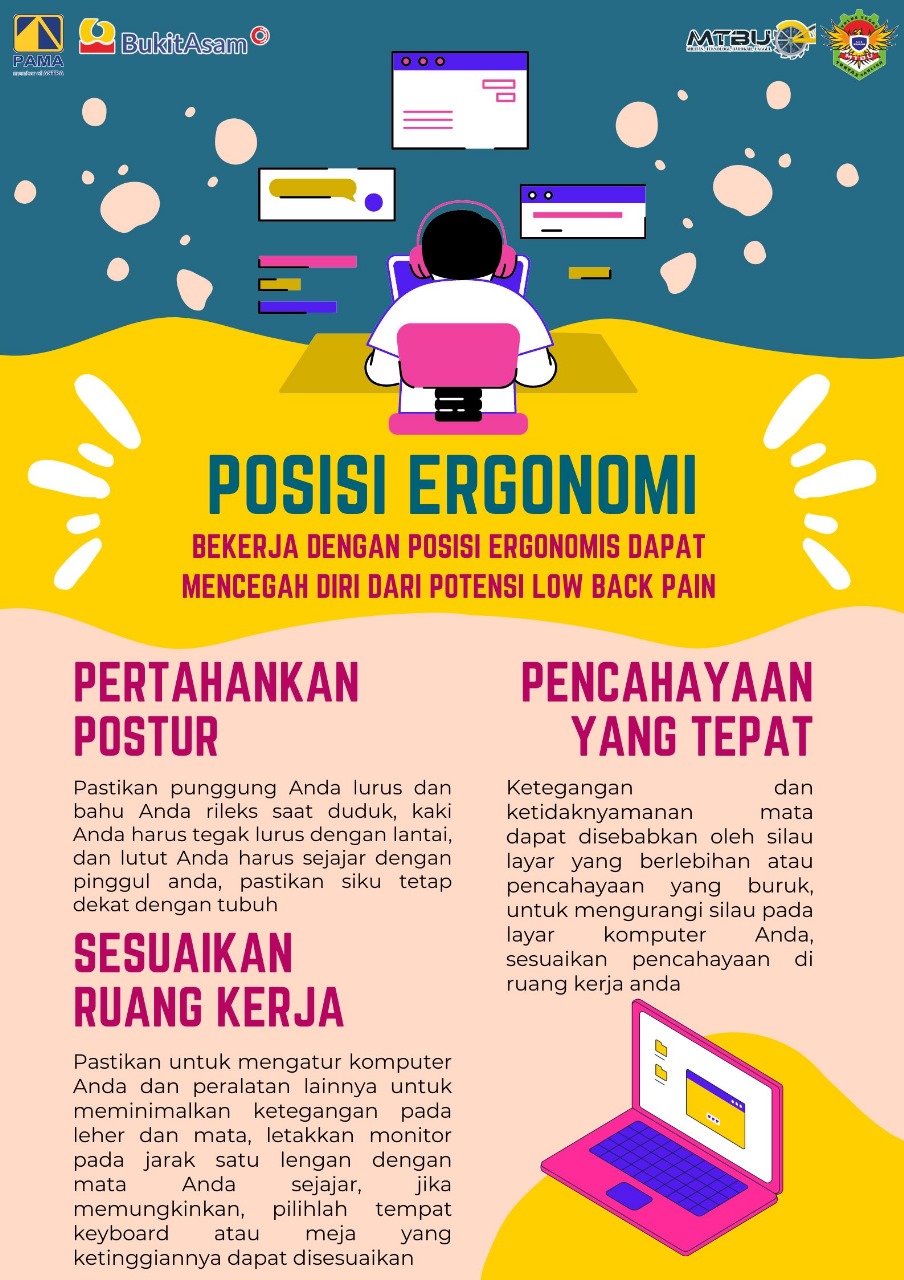 PAMA
member of ASTRA
BukitAsam
MTBU
POSISI ERGONOMI
BEKERJA DENGAN POSISI ERGONOMIS DAPAT
MENCEGAH DIRI DARI POTENSI LOW BACK PAIN
PERTAHANKAN
POSTUR
Pastikan punggung Anda lurus dan
bahu Anda rileks saat duduk, kaki
Anda harus tegak lurus dengan lantai,
dan lutut Anda harus sejajar dengan
pinggul anda, pastikan siku tetap
dekat dengan tubuh
SESUAIKAN
RUANG KERJA
Pastikan untuk mengatur komputer
Anda dan peralatan lainnya untuk
meminimalkan ketegangan pada
leher dan mata, letakkan monitor
pada jarak satu lengan dengan
mata Anda sejajar, jika
memungkinkan, pilihlah tempat
keyboard atau meja yang
ketinggiannya dapat disesuaikan
PENCAHAYAAN
YANG TEPAT
Ketegangan dan
ketidaknyamanan mata
dapat disebabkan oleh silau
layar yang berlebihan atau
pencahayaan yang buruk,
untuk mengurangi silau pada
layar komputer Anda,
sesuaikan pencahayaan di
ruang kerja anda